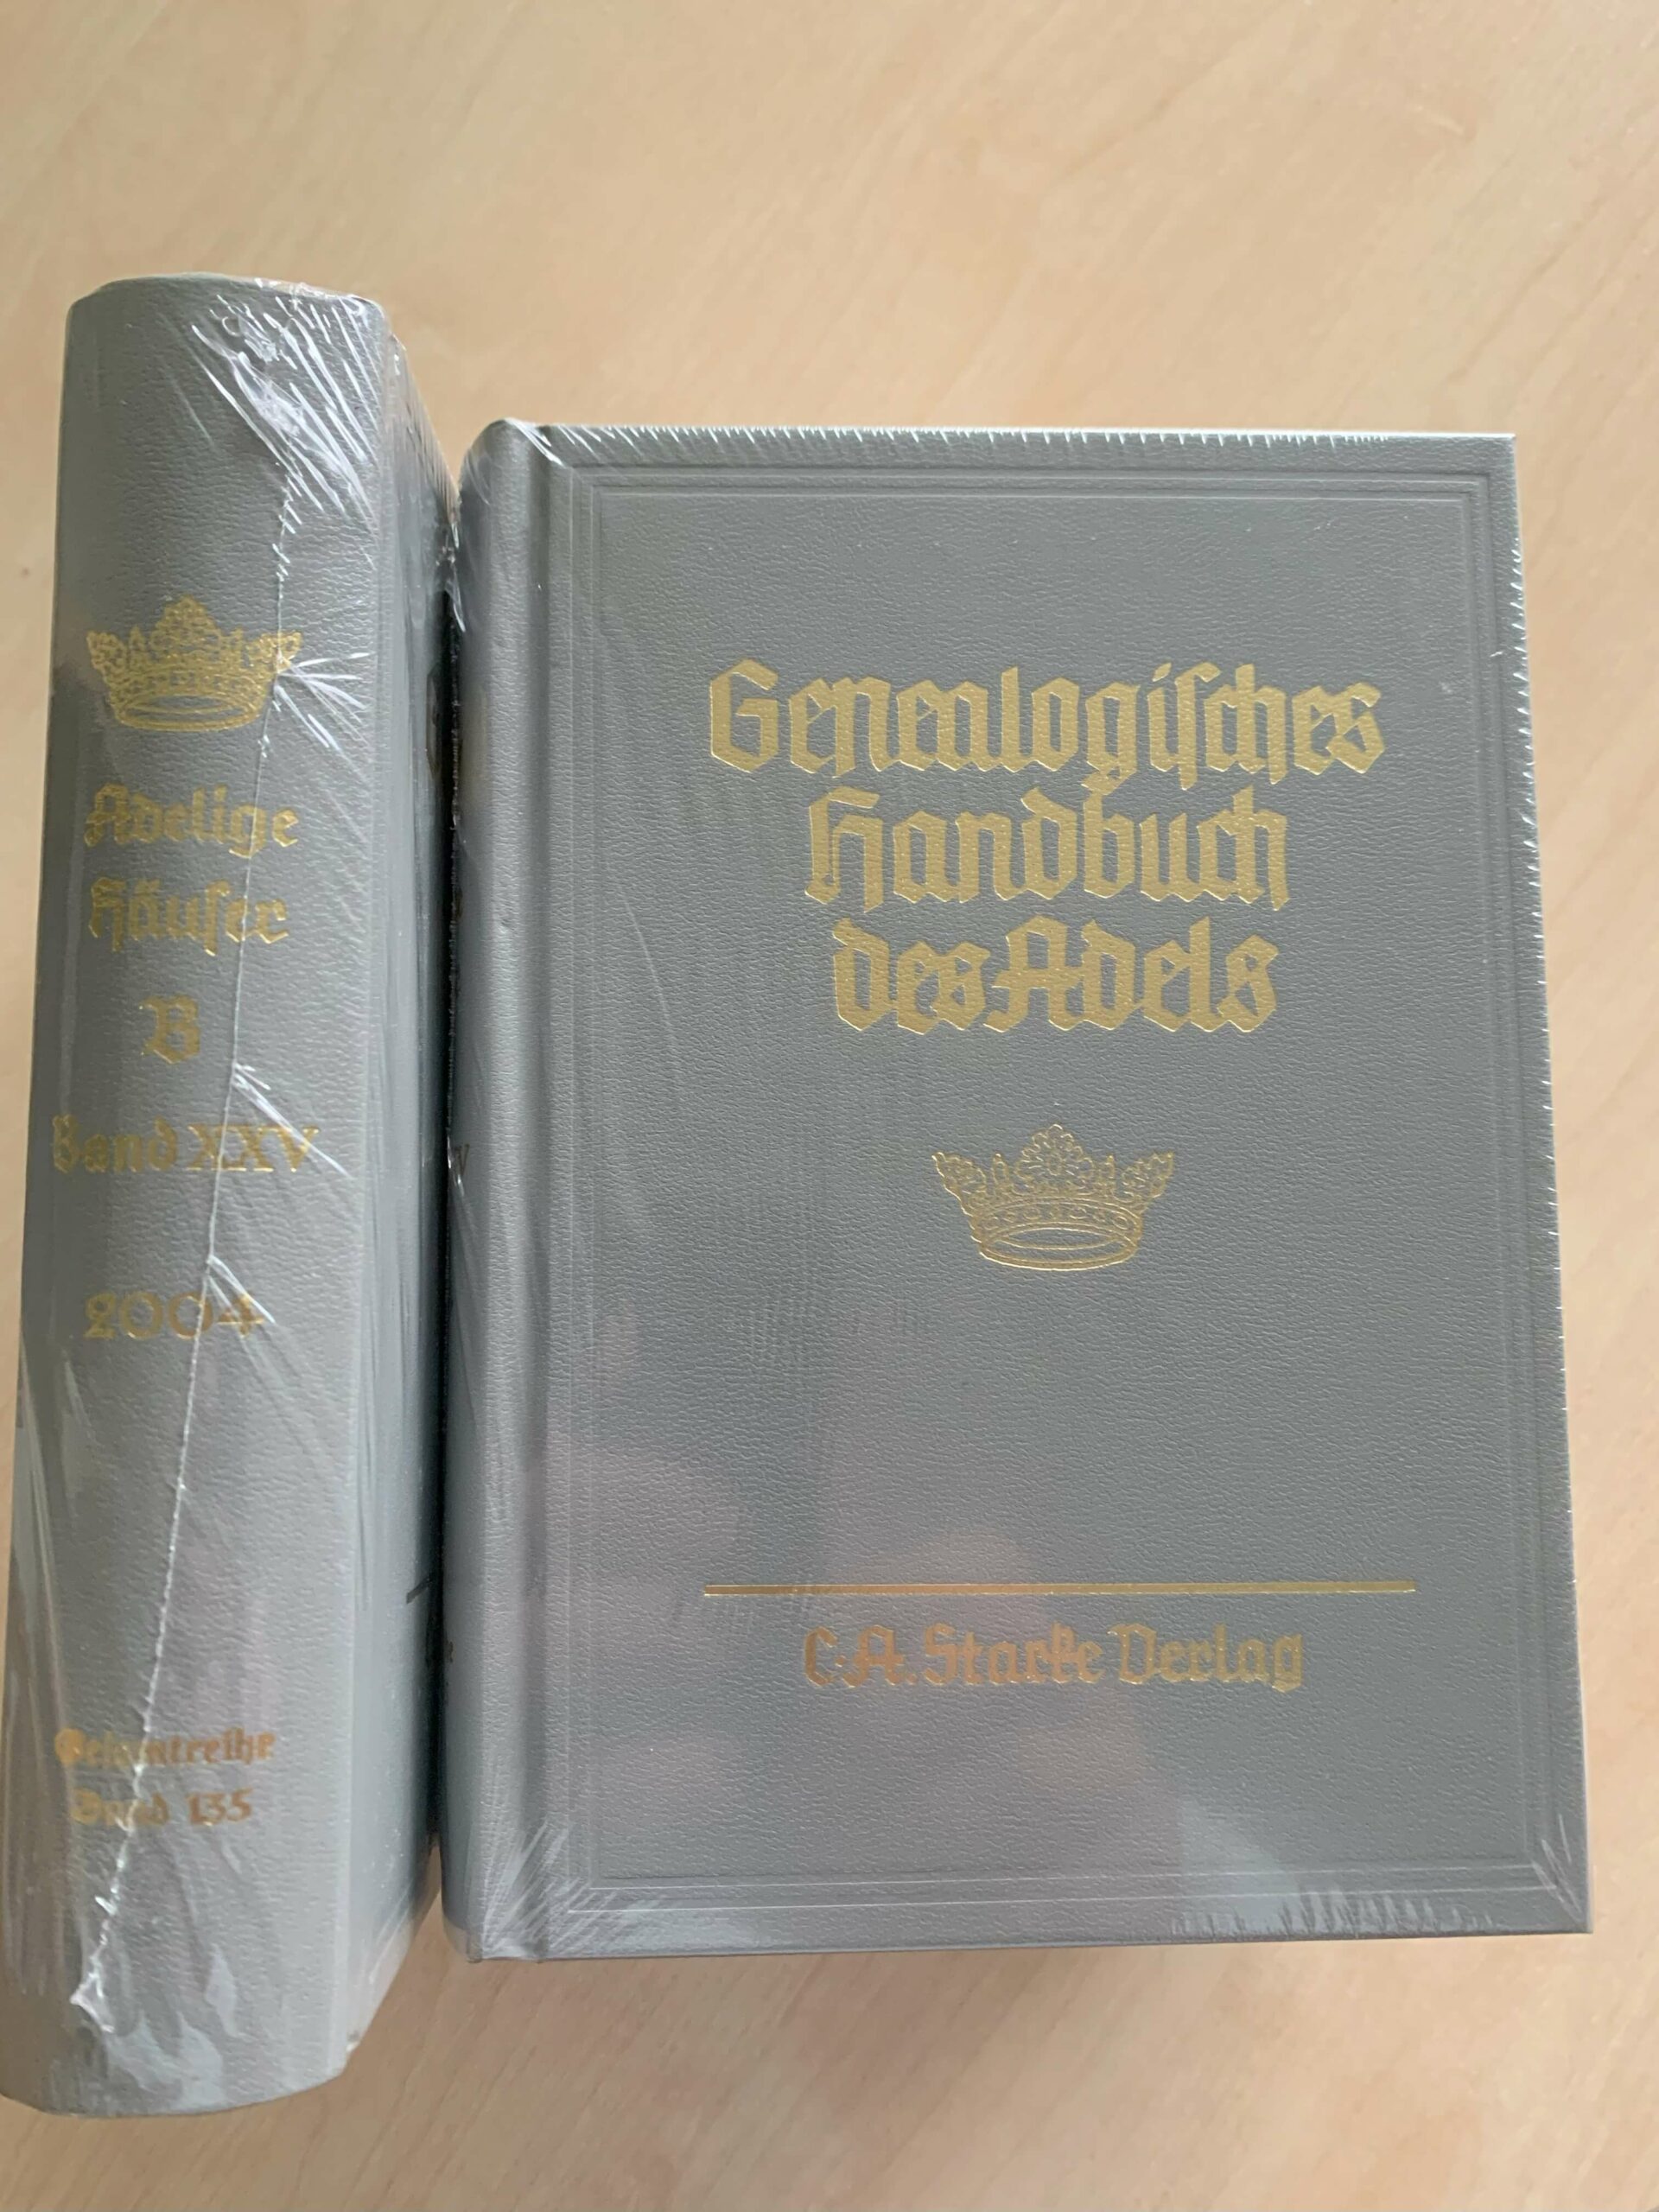 Adelige
Häuser
B
Band XXV
2004
Gesamtreihe
Band 135
Genealogisches
Handbuch
des Adels
C. A. Starke Verlag